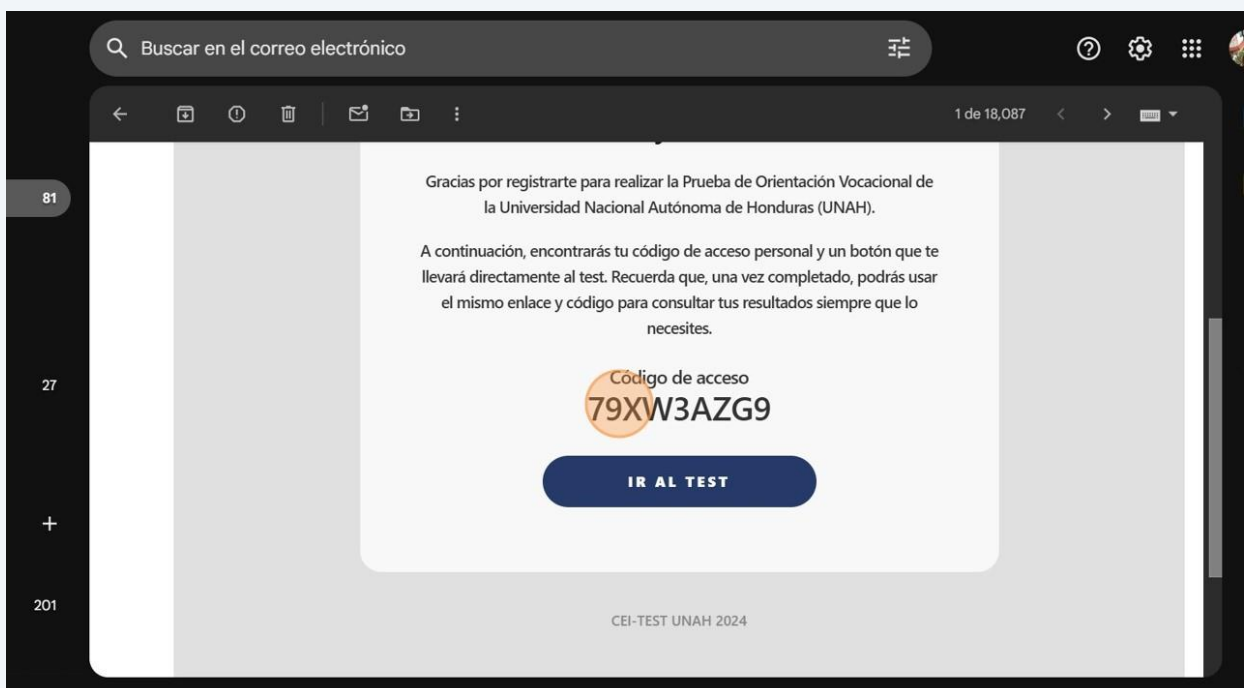 Buscar en el correo electrónico
1 de 18,087
81
Gracias por registrarte para realizar la Prueba de Orientación Vocacional de
la Universidad Nacional Autónoma de Honduras (UNAH).
A continuación, encontrarás tu código de acceso personal y un botón que te
llevará directamente al test. Recuerda que, una vez completado, podrás usar
el mismo enlace y código para consultar tus resultados siempre que lo
necesites.
27
Código de acceso
79XW3AZG9
IR AL TEST
201
CEI-TEST UNAH 2024